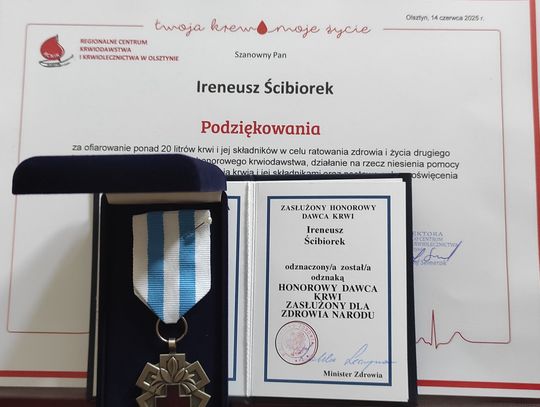 twoja krew moje życie
Olsztyn, 14 czerwca 2025 r.
REGIONALNE CENTRUM
KRWIODAWSTWA
I KRWIOLECZNICTWA W OLSZTYNIE
Szanowny Pan
Ireneusz Ścibiorek
Podziękowania
za ofiarowanie ponad 20 litrów krwi i jej składników w celu ratowania zdrowia i życia drugiego
honorowego krwiodawstwa, działanie na rzecz niesienia pomocy
krwią i jej składnikami oraz
ZASŁUŻONY HONOROWY
DAWCA KRWI
Ireneusz
Ścibiorek
odznaczony/a został/a
odznaką
HONOROWY DAWCA
KRWI
ZASŁUŻONY DLA
ZDROWIA NARODU
Minister Zdrowia